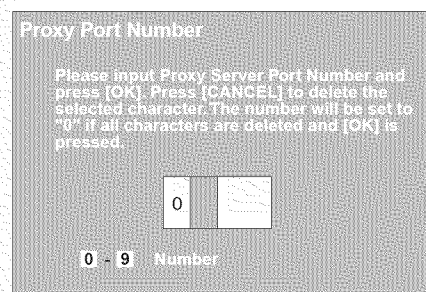 Proxy Port Number
Please input Proxy Server Port Number and
press [OK]. Press [CANCEL] to delete the
selected character. The number will be set to
"0" if all characters are deleted and [OK] is
pressed.
0
0 - 9 Number